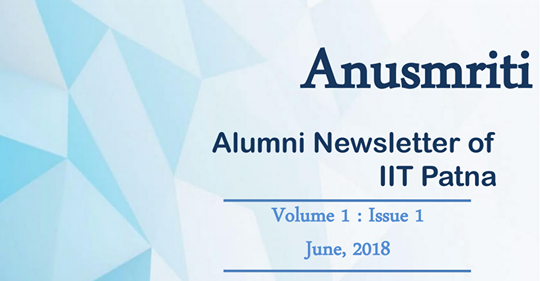 Anusmriti
Alumni Newsletter of
IIT Patna
Volume 1 : Issue 1
June, 2018